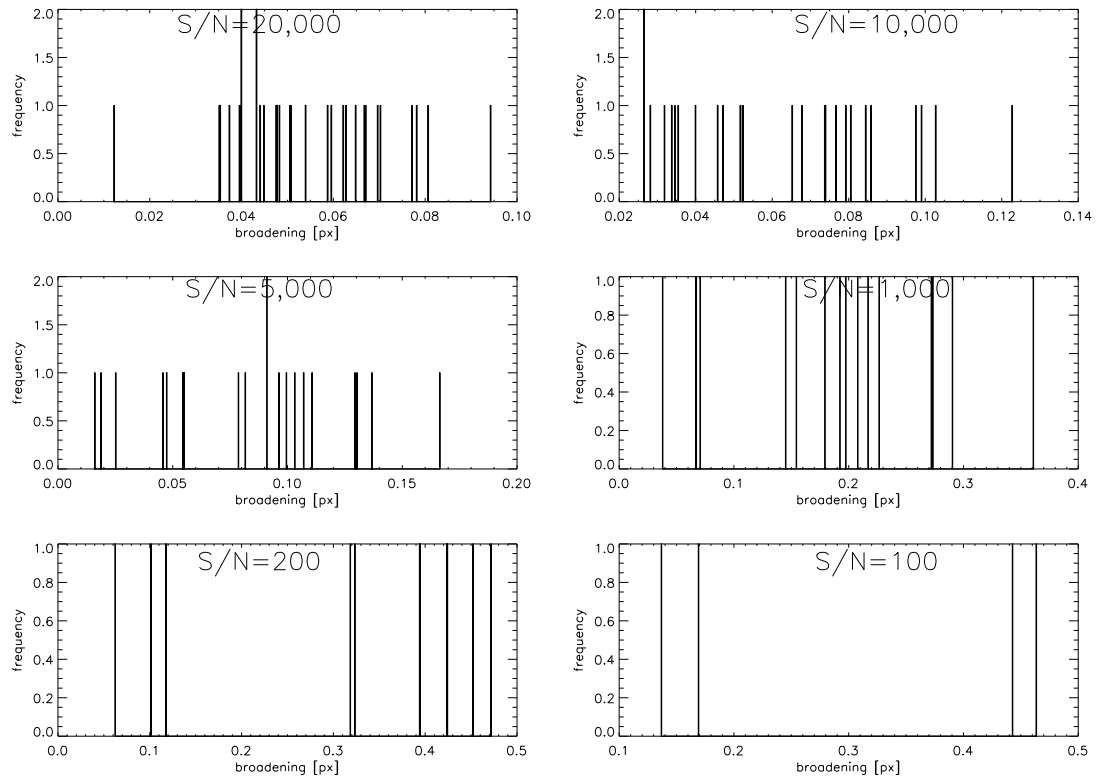 S/N=20,000
frequency
2.0
1.5
1.0
0.5
0.0
0.00 0.02 0.04 0.06 0.08 0.10
broadening [px]
S/N=10,000
frequency
2.0
1.5
1.0
0.5
0.0
0.02 0.04 0.06 0.08 0.10 0.12 0.14
broadening [px]
S/N=5,000
frequency
2.0
1.5
1.0
0.5
0.0
0.00 0.05 0.10 0.15 0.20
broadening [px]
S/N=1,000
frequency
1.0
0.8
0.6
0.4
0.2
0.0
0.0 0.1 0.2 0.3 0.4
broadening [px]
S/N=200
frequency
1.0
0.8
0.6
0.4
0.2
0.0
0.0 0.1 0.2 0.3 0.4 0.5
broadening [px]
S/N=100
frequency
1.0
0.8
0.6
0.4
0.2
0.0
0.1 0.2 0.3 0.4 0.5
broadening [px]